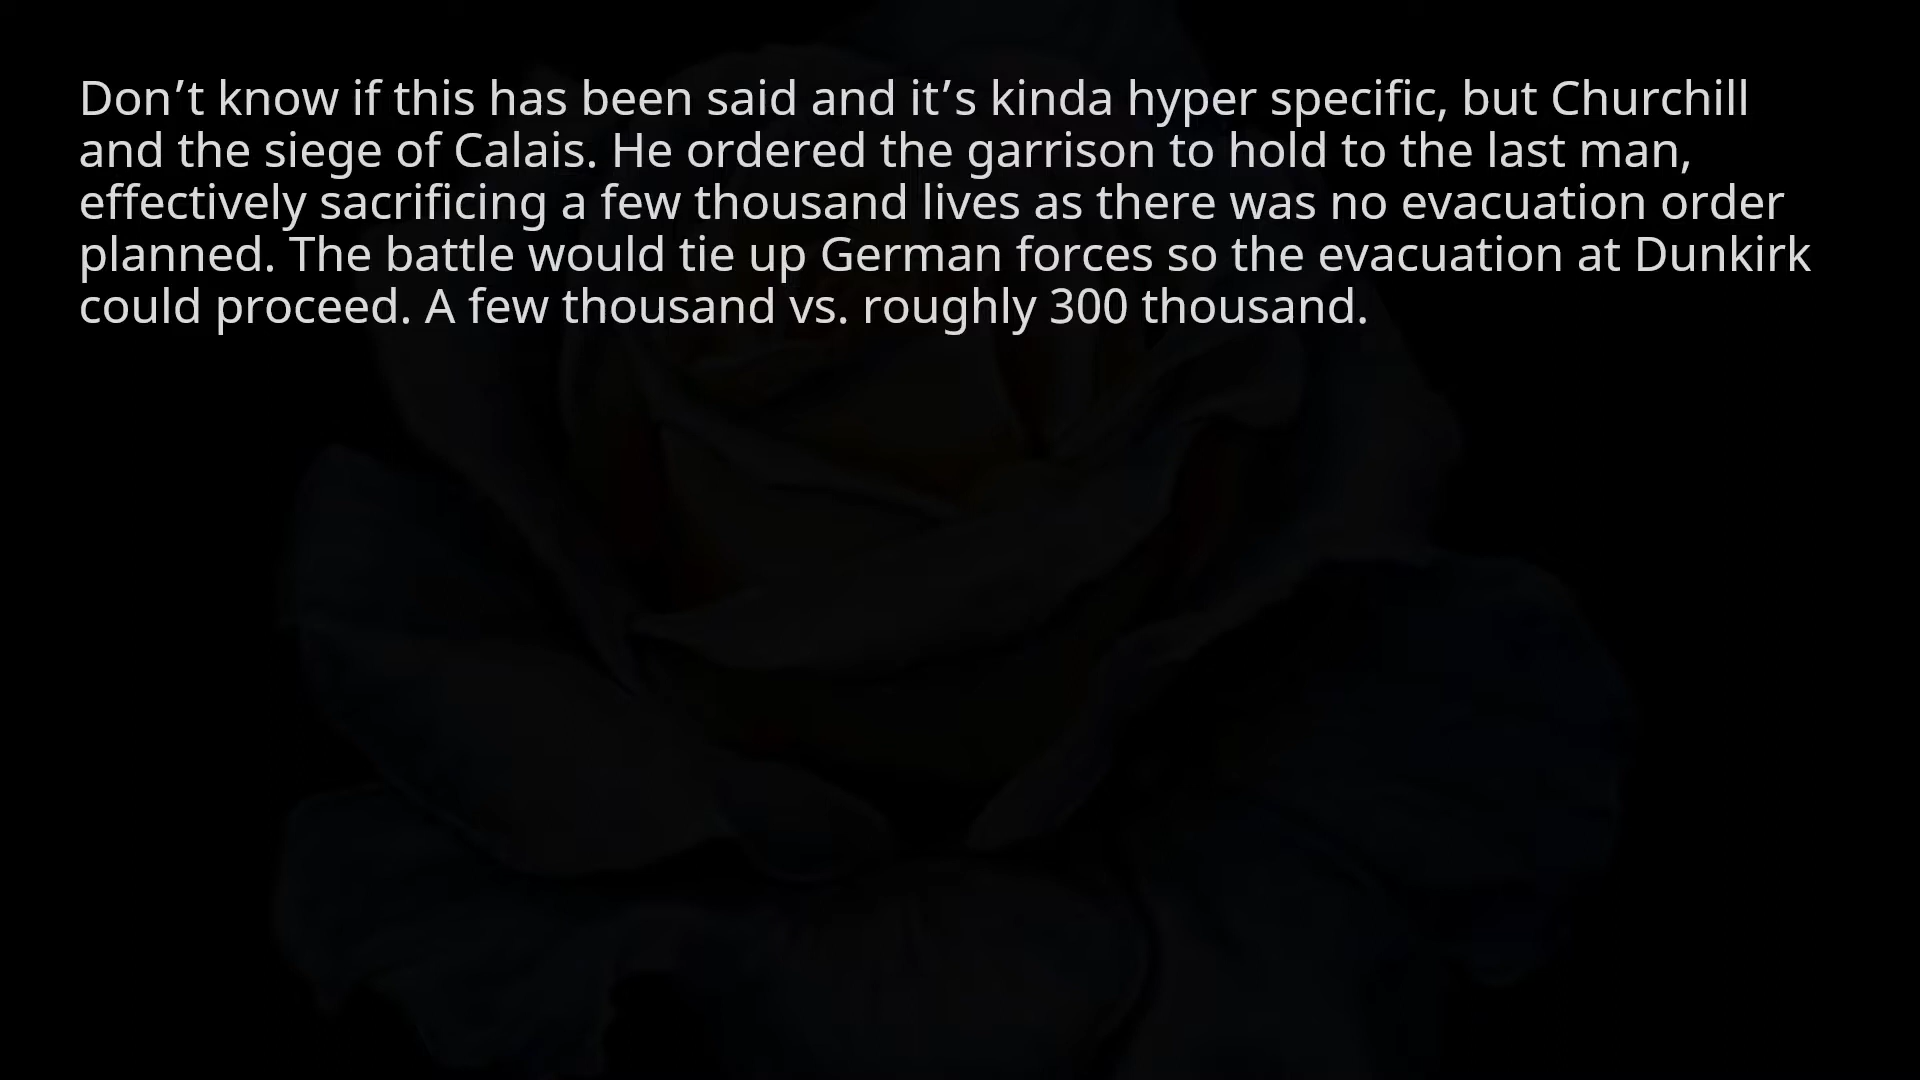 Don’t know if this has been said and it’s kinda hyper specific, but Churchill
and the siege of Calais. He ordered the garrison to hold to the last man,
effectively sacrificing a few thousand lives as there was no evacuation order
planned. The battle would tie up German forces so the evacuation at Dunkirk
could proceed. A few thousand vs. roughly 300 thousand.